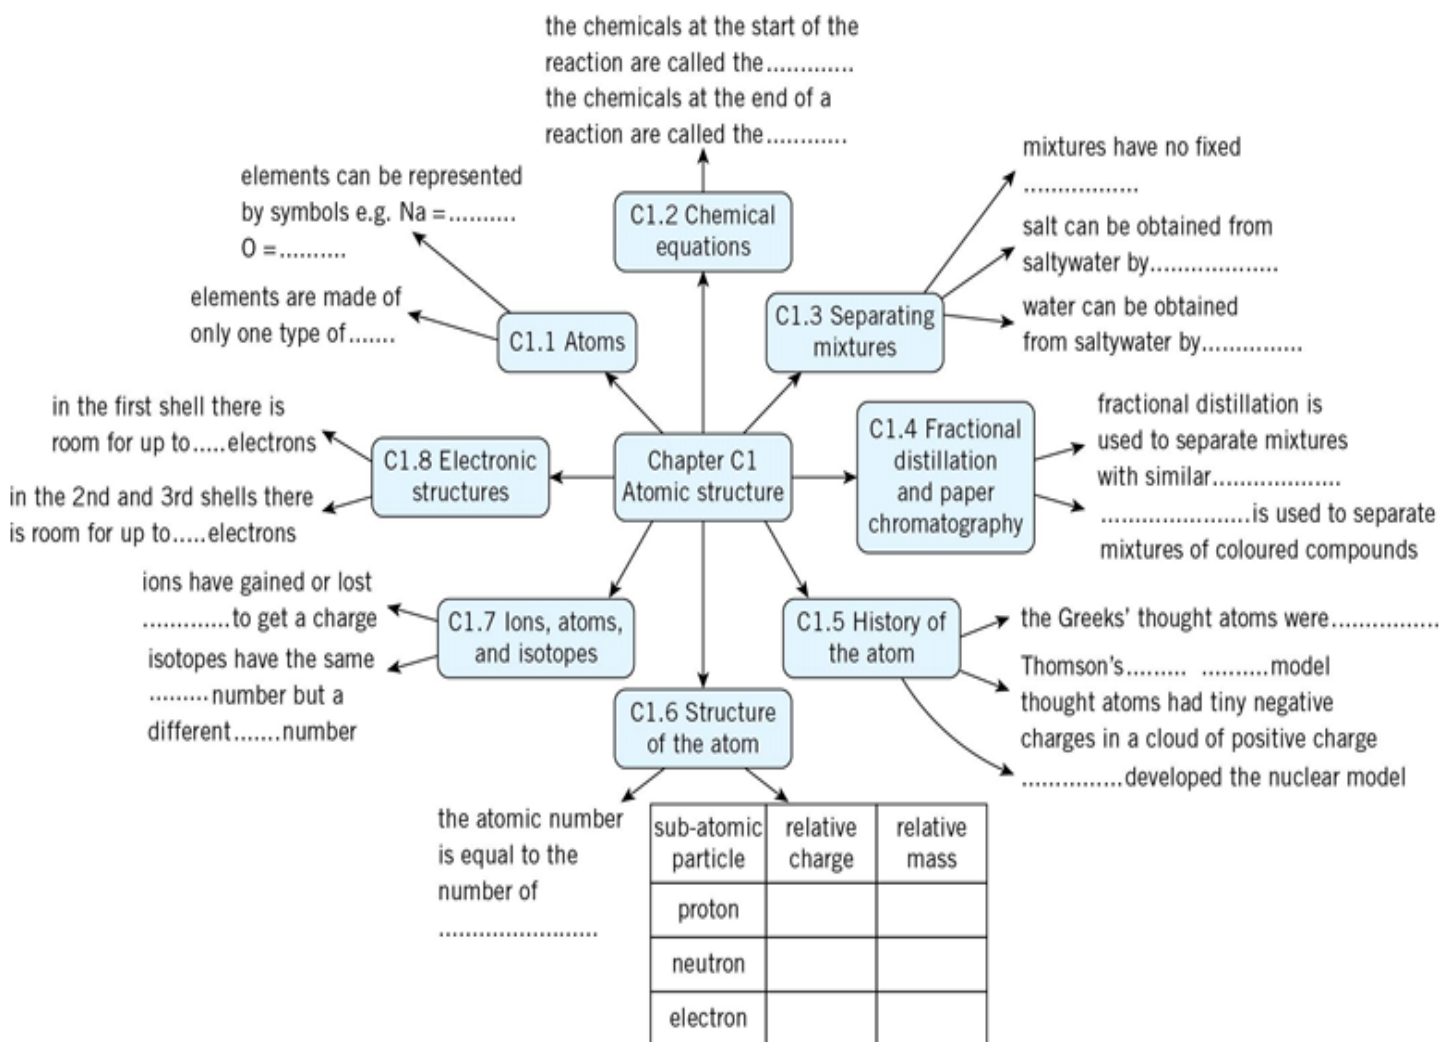 the chemicals at the start of the
reaction are called the.............
the chemicals at the end of a
reaction are called the............
C1.2 Chemical
equations
elements can be represented
by symbols e.g. Na =..........
O =..........
elements are made of
only one type of.......
C1.1 Atoms
mixtures have no fixed
.................
salt can be obtained from
saltywater by...................
water can be obtained
from saltywater by...............
C1.3 Separating
mixtures
in the first shell there is
room for up to.....electrons
in the 2nd and 3rd shells there
is room for up to.....electrons
C1.8 Electronic
structures
Chapter C1
Atomic structure
C1.4 Fractional
distillation
and paper
chromatography
fractional distillation is
used to separate mixtures
with similar...................
......................is used to separate
mixtures of coloured compounds
ions have gained or lost
.............to get a charge
isotopes have the same
.........number but a
different.......number
C1.7 Ions, atoms,
and isotopes
C1.5 History of
the atom
the Greeks’ thought atoms were................
Thomson’s......... ..........model
thought atoms had tiny negative
charges in a cloud of positive charge
...............developed the nuclear model
C1.6 Structure
of the atom
the atomic number
is equal to the
number of
........................
sub-atomic relative relative
particle charge mass
proton
neutron
electron